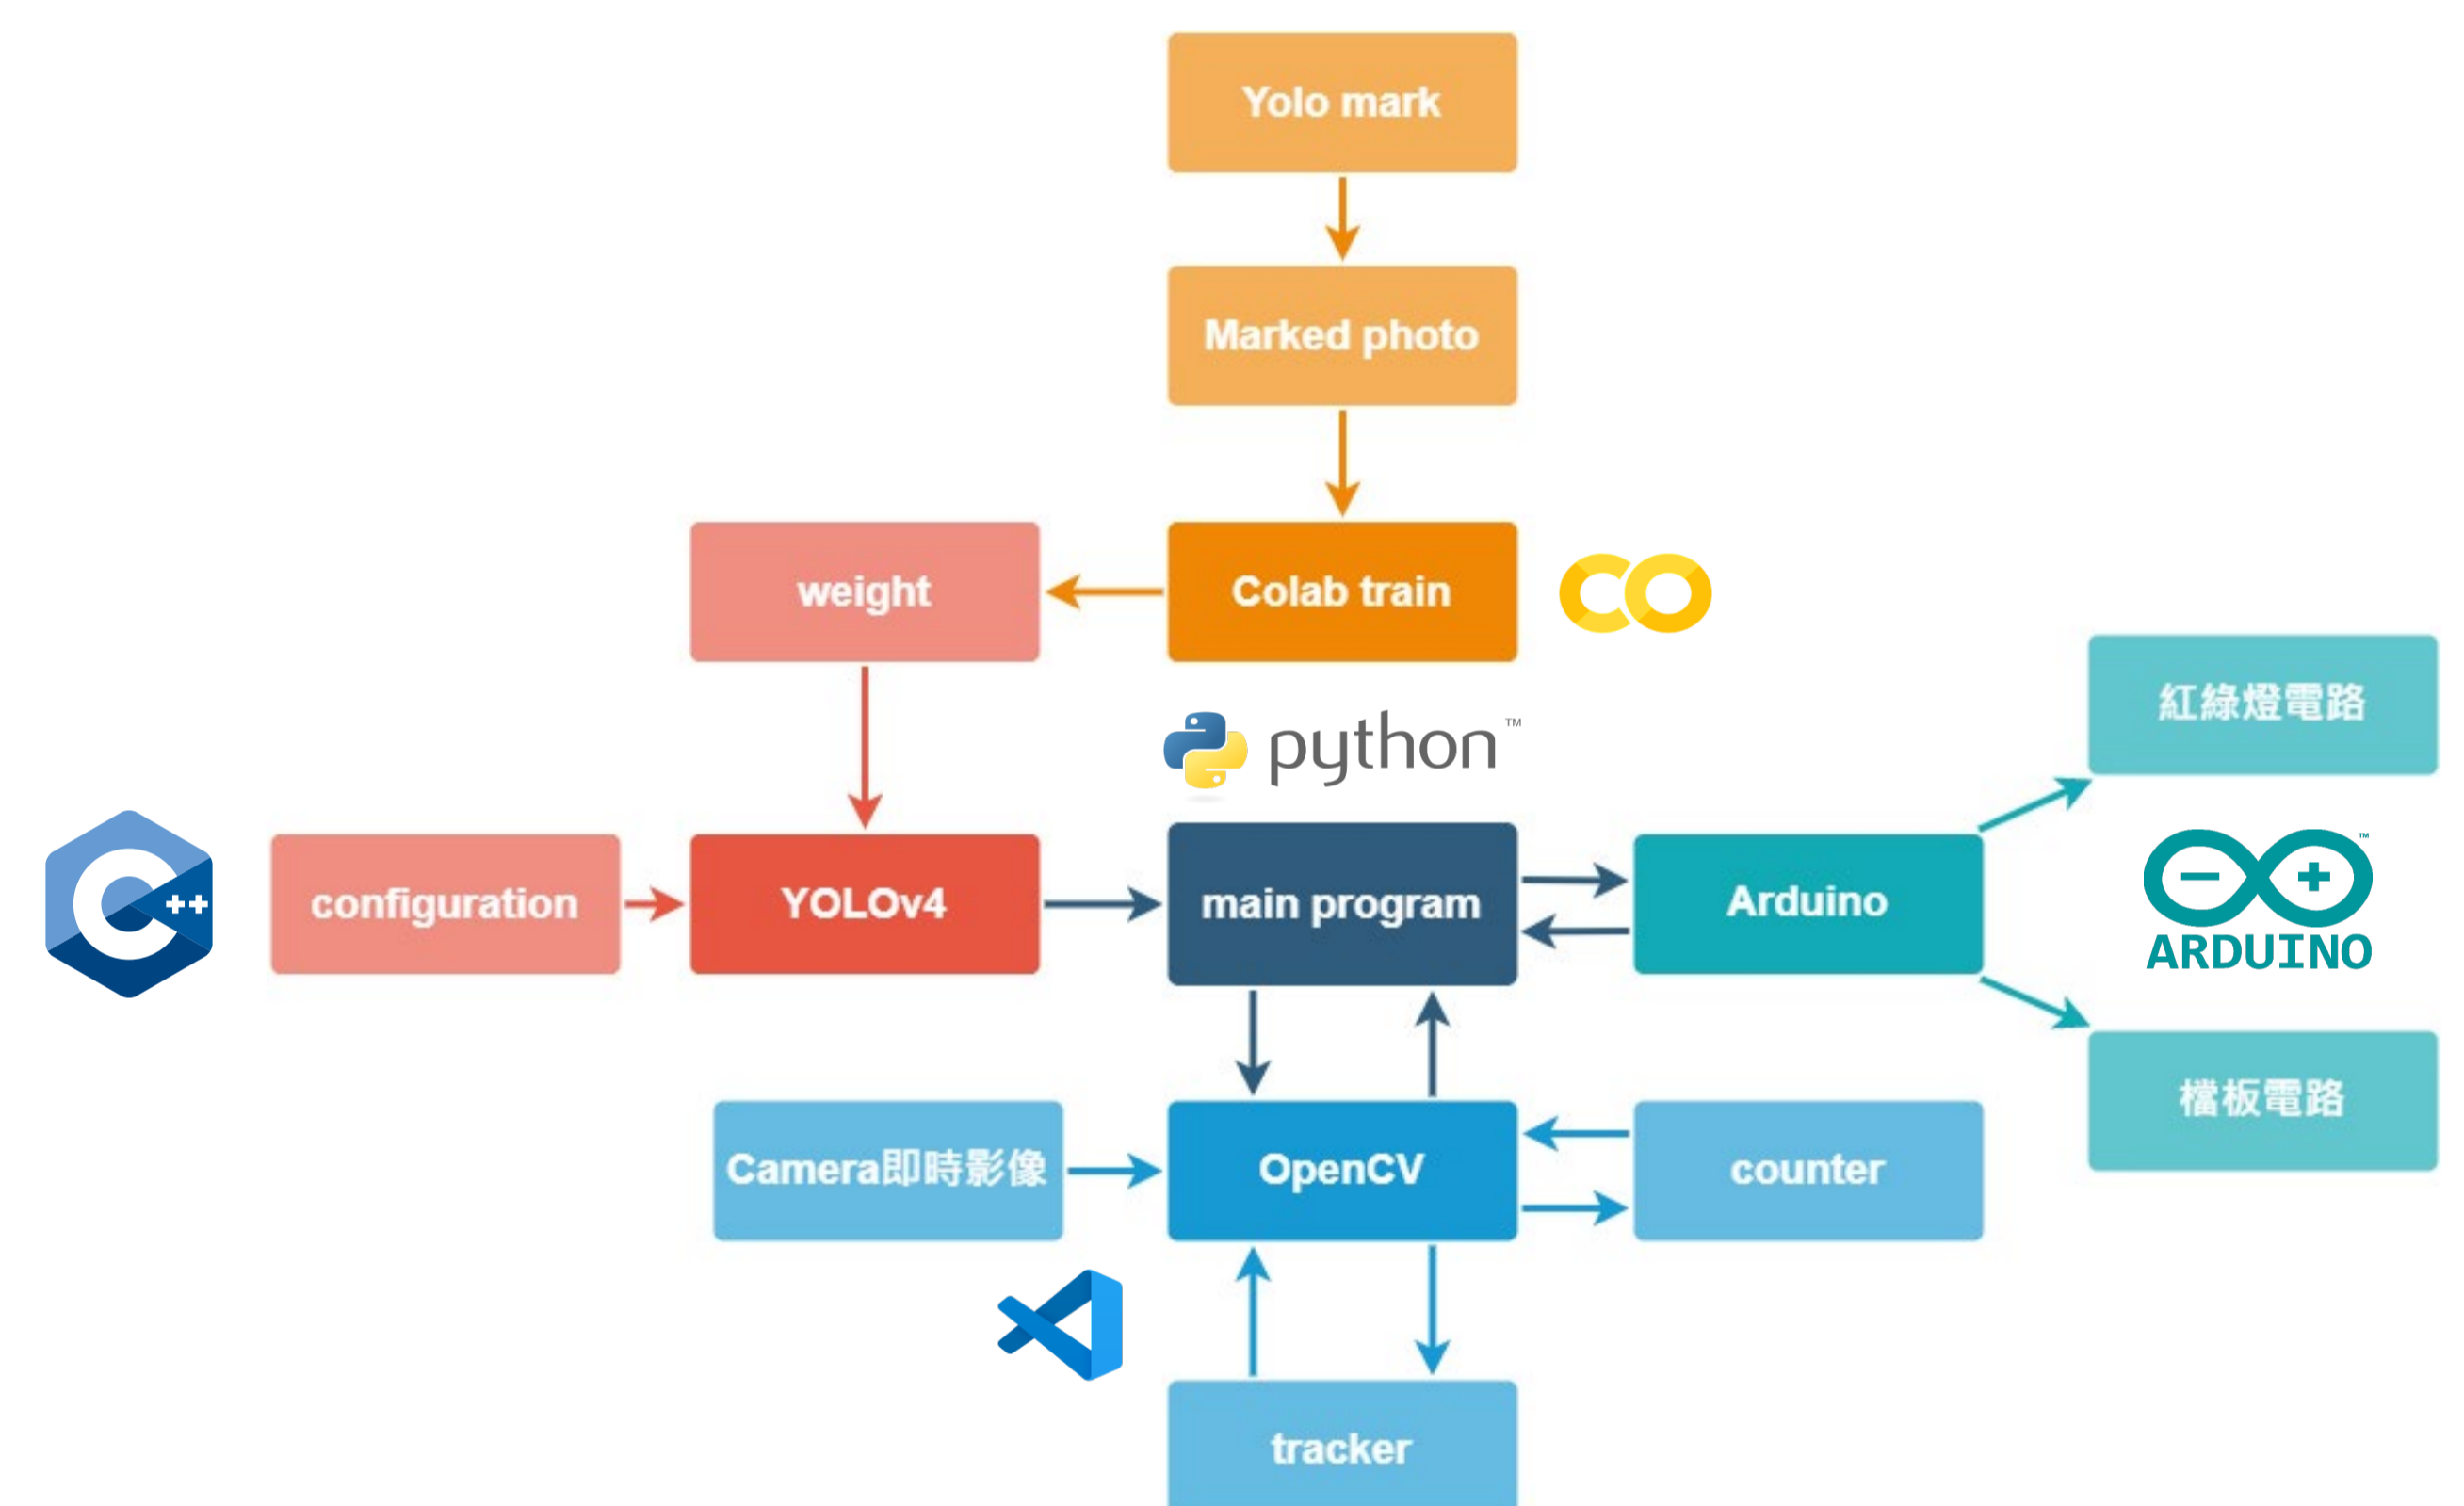 Yolo mark
Marked photo
weight
Colab train
CO
紅綠燈電路
python™
C++
configuration
YOLOv4
main program
Arduino
ARDUINO™
檔板電路
Camera即時影像
OpenCV
counter
tracker